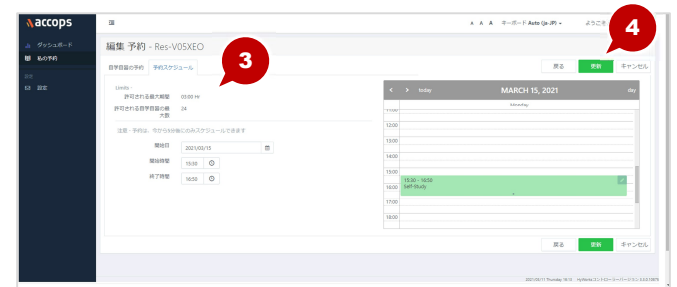 accops
A A A キーボード Auto (ja-JP)
ようこそ
4
ダッシュボード
私の予約
設定
編集 予約 - Res-V05XEO
3
自学自習の予約 予約スケジュール
戻る 更新 キャンセル
Limits -
許可される最大期間 03:00 Hr
許可される自学自習の最大数 24
注意 - 予約は、今から5分後にのみスケジュールできます
開始日 2021/03/15
開始時間 15:30
終了時間 16:50
< > today MARCH 15, 2021 day
Monday
11:00
12:00
13:00
14:00
15:00
15:30 - 16:50
Self-Study
16:00
17:00
18:00
戻る 更新 キャンセル